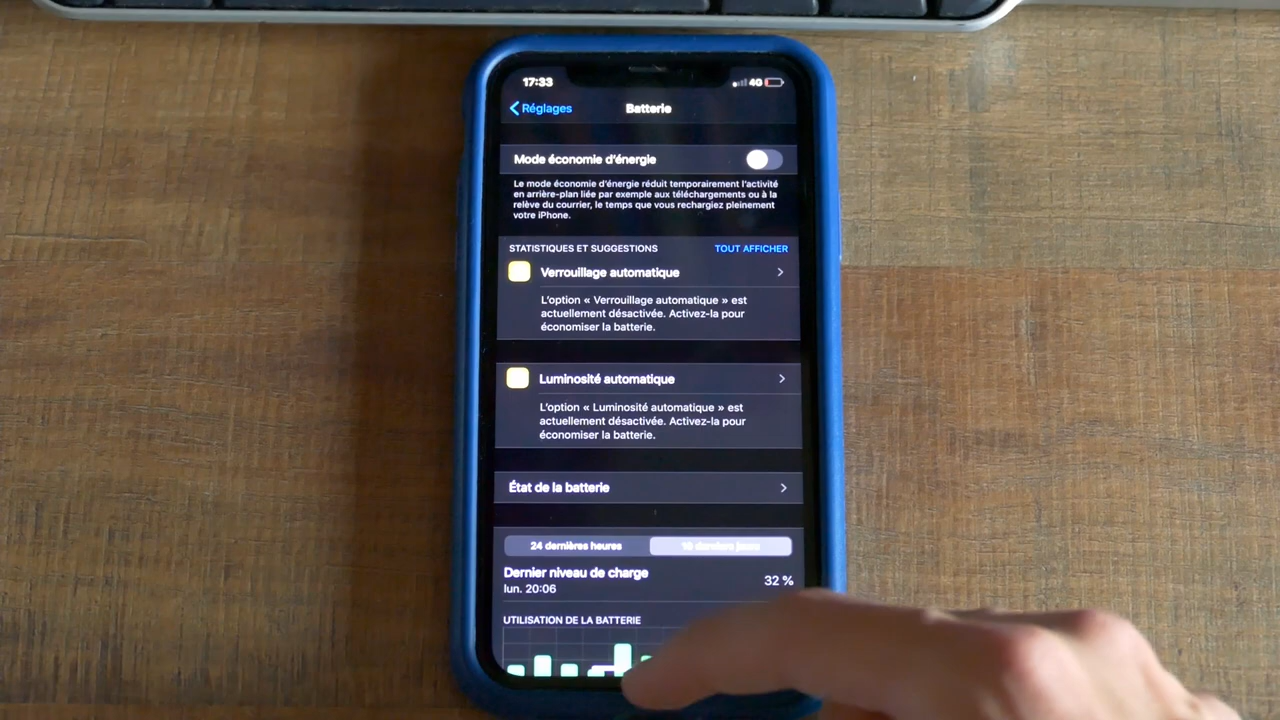 17:33
4G
Réglages
Batterie
Mode économie d'énergie
Le mode économie d'énergie réduit temporairement l'activité
en arrière-plan liée par exemple aux téléchargements ou à la
relève du courrier, le temps que vous rechargiez pleinement
votre iPhone.
STATISTIQUES ET SUGGESTIONS
TOUT AFFICHER
Verrouillage automatique
L'option « Verrouillage automatique » est
actuellement désactivée. Activez-la pour
économiser la batterie.
Luminosité automatique
L'option « Luminosité automatique » est
actuellement désactivée. Activez-la pour
économiser la batterie.
État de la batterie
24 dernières heures
Dernier niveau de charge
lun. 20:06
32 %
UTILISATION DE LA BATTERIE